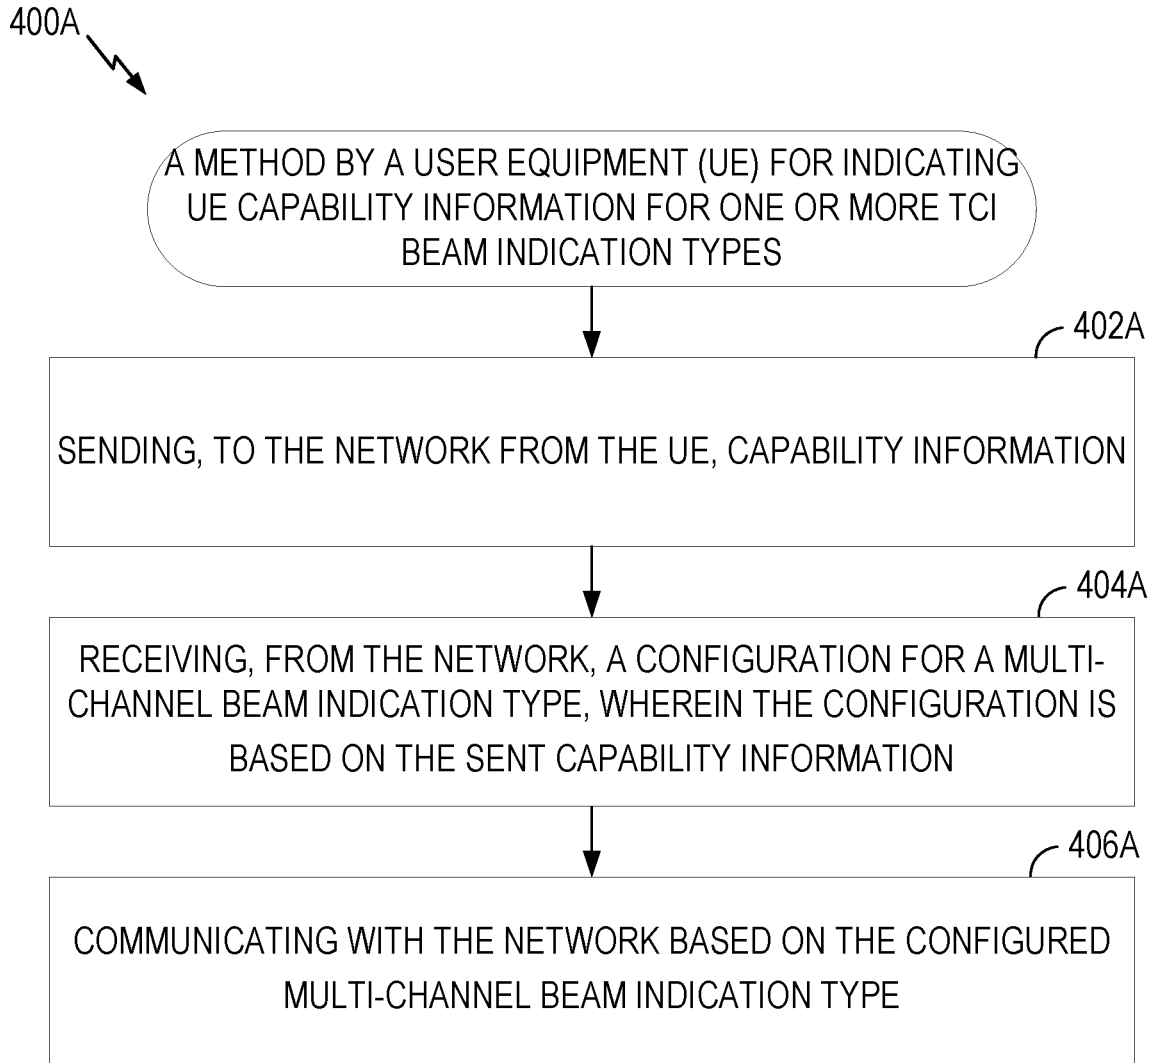 400A
A METHOD BY A USER EQUIPMENT (UE) FOR INDICATING
UE CAPABILITY INFORMATION FOR ONE OR MORE TCI
BEAM INDICATION TYPES
402A
SENDING, TO THE NETWORK FROM THE UE, CAPABILITY INFORMATION
404A
RECEIVING, FROM THE NETWORK, A CONFIGURATION FOR A MULTI-
CHANNEL BEAM INDICATION TYPE, WHEREIN THE CONFIGURATION IS
BASED ON THE SENT CAPABILITY INFORMATION
406A
COMMUNICATING WITH THE NETWORK BASED ON THE CONFIGURED
MULTI-CHANNEL BEAM INDICATION TYPE